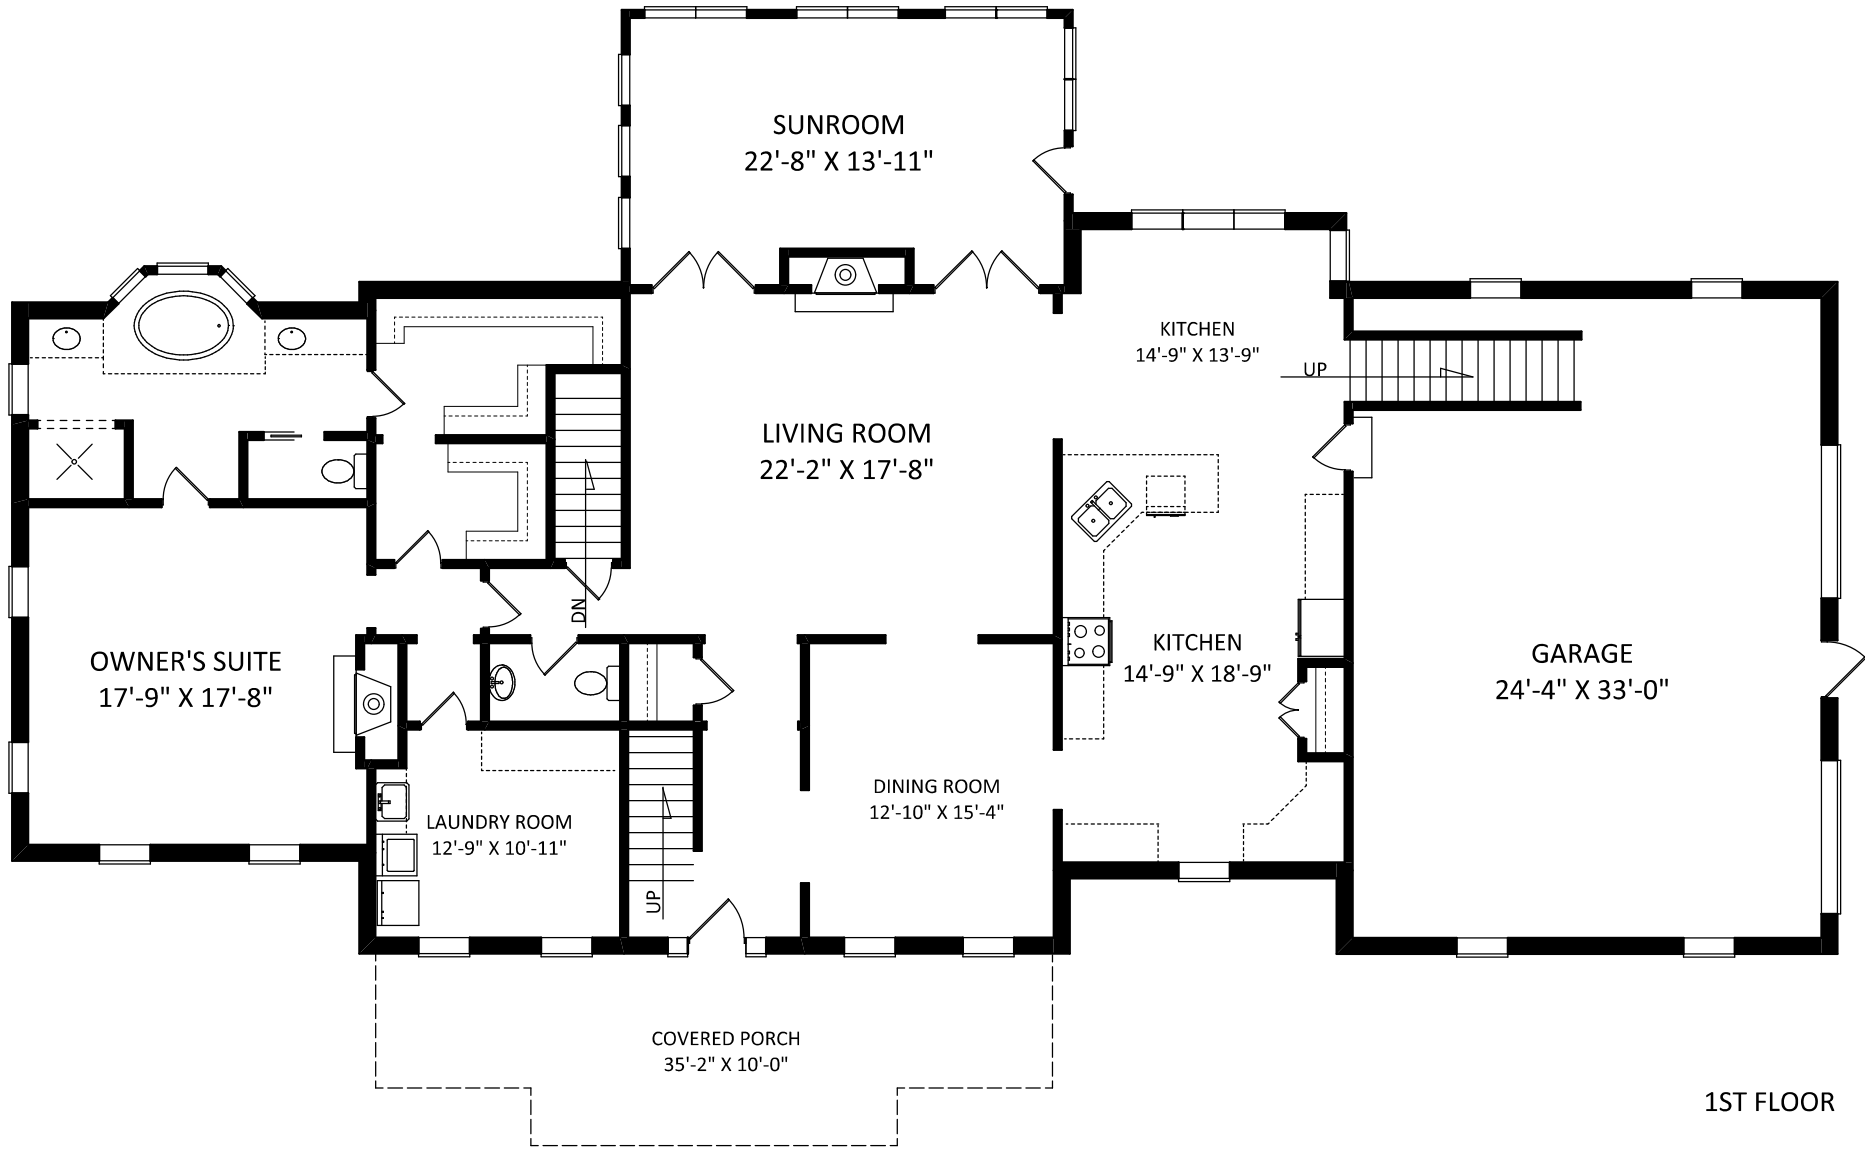 SUNROOM
22'-8" X 13'-11"
KITCHEN
14'-9" X 13'-9"
UP
LIVING ROOM
22'-2" X 17'-8"
DN
OWNER'S SUITE
17'-9" X 17'-8"
KITCHEN
14'-9" X 18'-9"
GARAGE
24'-4" X 33'-0"
DINING ROOM
12'-10" X 15'-4"
LAUNDRY ROOM
12'-9" X 10'-11"
UP
COVERED PORCH
35'-2" X 10'-0"
1ST FLOOR